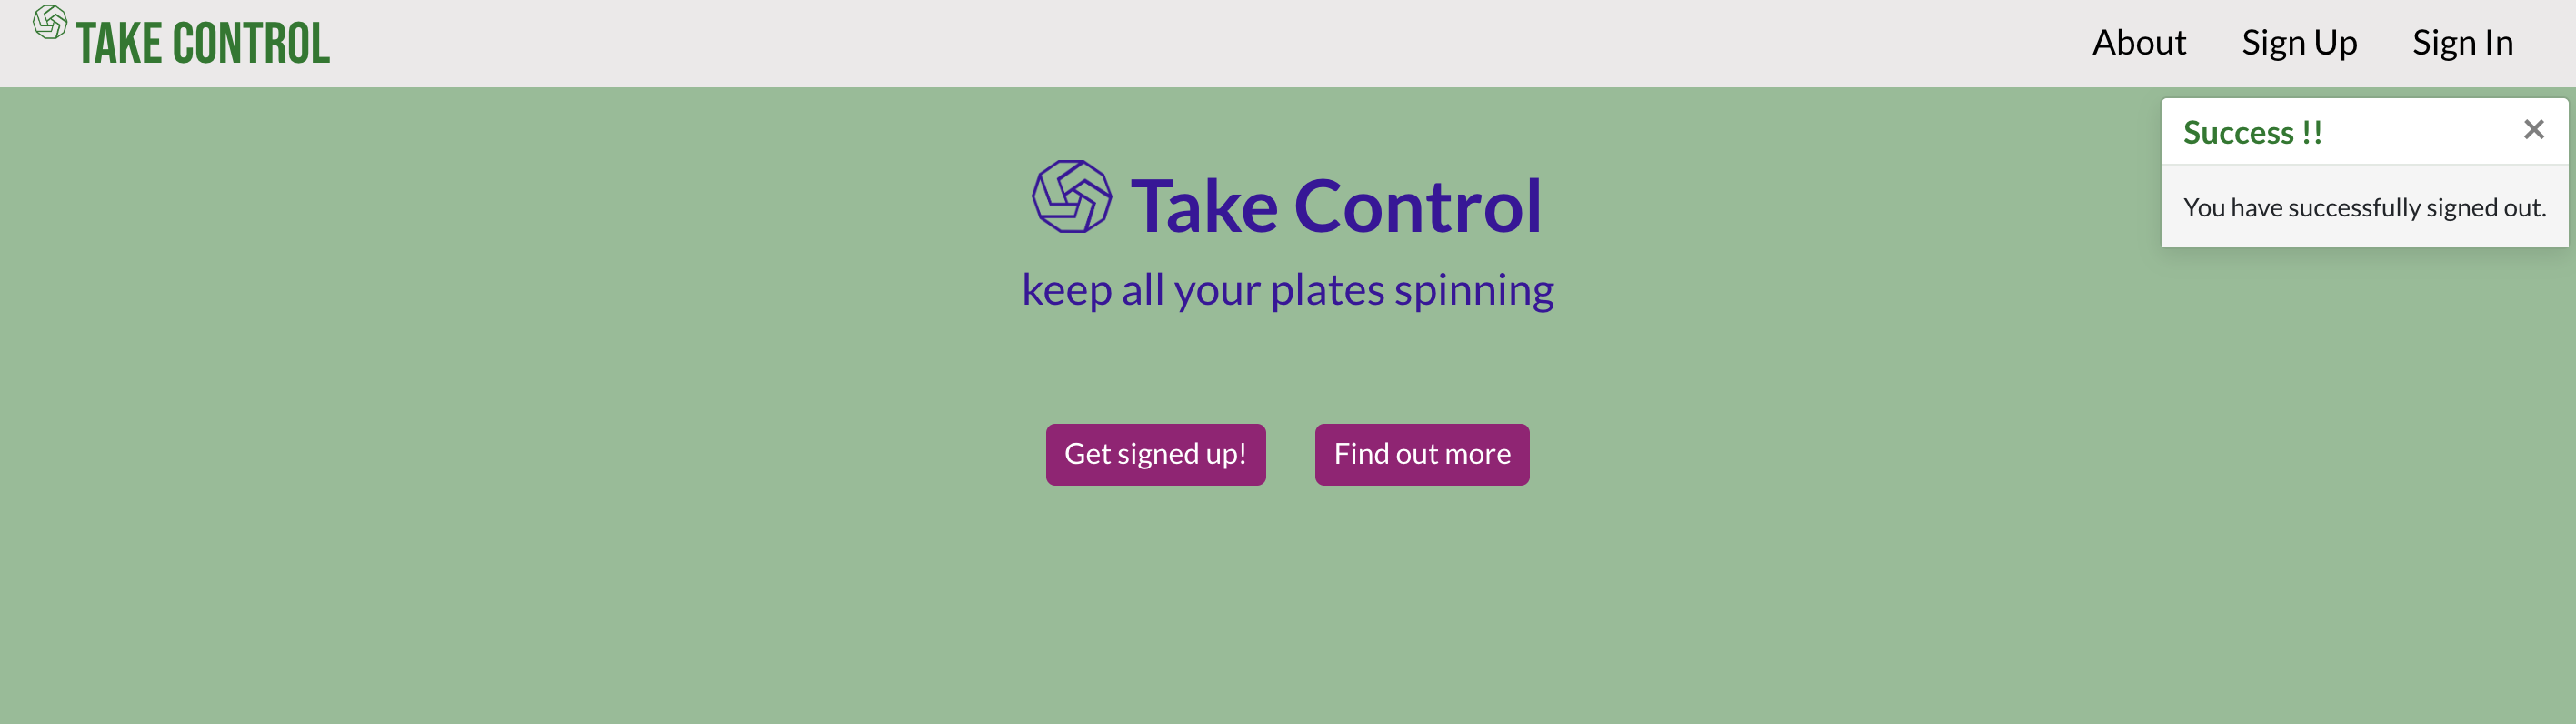 TAKE CONTROL
About Sign Up Sign In
Success !!
You have successfully signed out.
Take Control
keep all your plates spinning
Get signed up! Find out more